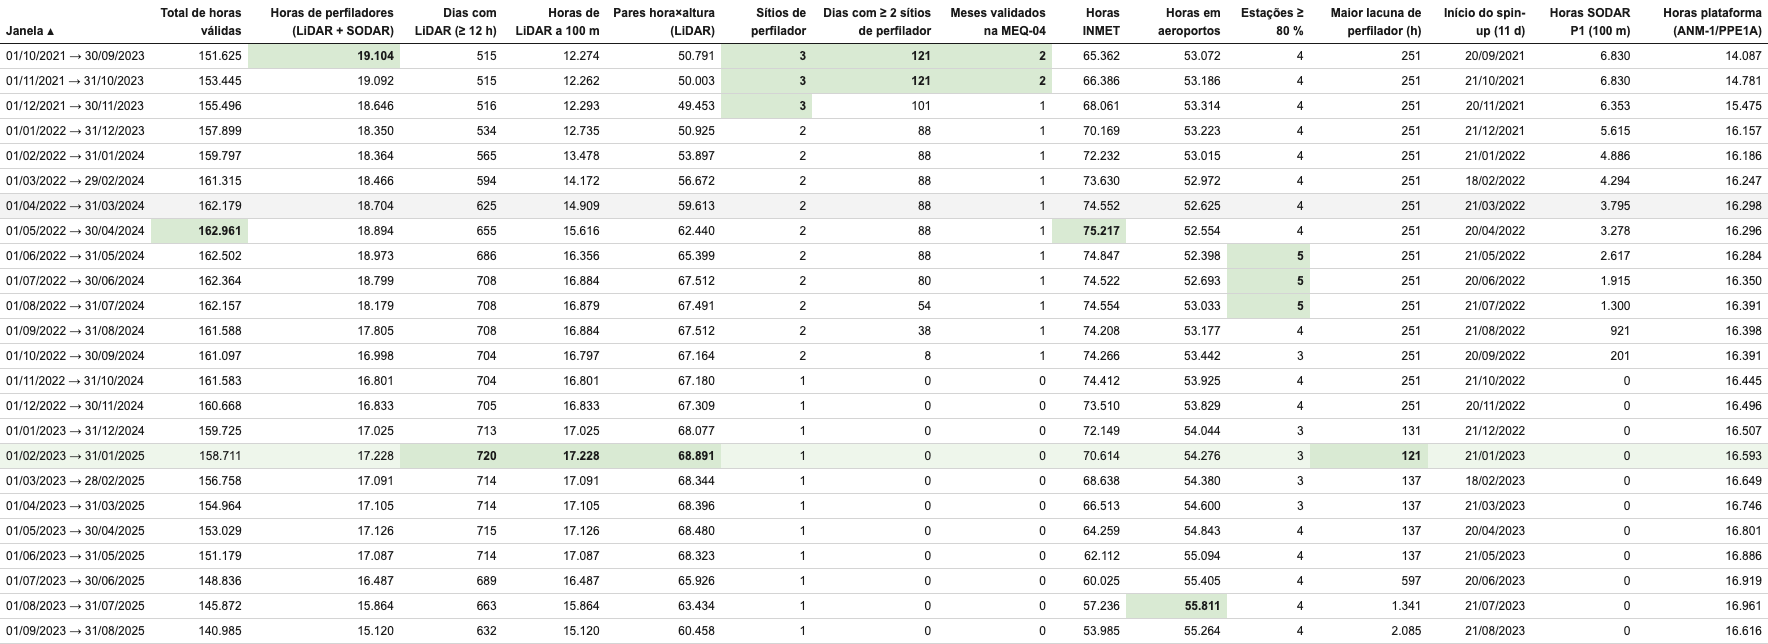 Janela ▴ Total de horas válidas Horas de perfiladores (LiDAR + SODAR) Dias com LiDAR (≥ 12 h) Horas de LiDAR a 100 m Pares hora×altura (LiDAR) Sítios de perfilador Dias com ≥ 2 sítios de perfilador Meses validados na MEQ-04 Horas INMET Horas em aeroportos Estações ≥ 80 % Maior lacuna de perfilador (h) Início do spin-up (11 d) Horas SODAR P1 (100 m) Horas plataforma (ANM-1/PPE1A)
01/10/2021 → 30/09/2023 151.625 19.104 515 12.274 50.791 3 121 2 65.362 53.072 4 251 20/09/2021 6.830 14.087
01/11/2021 → 31/10/2023 153.445 19.092 515 12.262 50.003 3 121 2 66.386 53.186 4 251 21/10/2021 6.830 14.781
01/12/2021 → 30/11/2023 155.496 18.646 516 12.293 49.453 3 101 1 68.061 53.314 4 251 20/11/2021 6.353 15.475
01/01/2022 → 31/12/2023 157.899 18.350 534 12.735 50.925 2 88 1 70.169 53.223 4 251 21/12/2021 5.615 16.157
01/02/2022 → 31/01/2024 159.797 18.364 565 13.478 53.897 2 88 1 72.232 53.015 4 251 21/01/2022 4.886 16.186
01/03/2022 → 29/02/2024 161.315 18.466 594 14.172 56.672 2 88 1 73.630 52.972 4 251 18/02/2022 4.294 16.247
01/04/2022 → 31/03/2024 162.179 18.704 625 14.909 59.613 2 88 1 74.552 52.625 4 251 21/03/2022 3.795 16.298
01/05/2022 → 30/04/2024 162.961 18.894 655 15.616 62.440 2 88 1 75.217 52.554 4 251 20/04/2022 3.278 16.296
01/06/2022 → 31/05/2024 162.502 18.973 686 16.356 65.399 2 88 1 74.847 52.398 5 251 21/05/2022 2.617 16.284
01/07/2022 → 30/06/2024 162.364 18.799 708 16.884 67.512 2 80 1 74.522 52.693 5 251 20/06/2022 1.915 16.350
01/08/2022 → 31/07/2024 162.157 18.179 708 16.879 67.491 2 54 1 74.554 53.033 5 251 21/07/2022 1.300 16.391
01/09/2022 → 31/08/2024 161.588 17.805 708 16.884 67.512 2 38 1 74.208 53.177 4 251 21/08/2022 921 16.398
01/10/2022 → 30/09/2024 161.097 16.998 704 16.797 67.164 2 8 1 74.266 53.442 3 251 20/09/2022 201 16.391
01/11/2022 → 31/10/2024 161.583 16.801 704 16.801 67.180 1 0 0 74.412 53.925 4 251 21/10/2022 0 16.445
01/12/2022 → 30/11/2024 160.668 16.833 705 16.833 67.309 1 0 0 73.510 53.829 4 251 20/11/2022 0 16.496
01/01/2023 → 31/12/2024 159.725 17.025 713 17.025 68.077 1 0 0 72.149 54.044 3 131 21/12/2022 0 16.507
01/02/2023 → 31/01/2025 158.711 17.228 720 17.228 68.891 1 0 0 70.614 54.276 3 121 21/01/2023 0 16.593
01/03/2023 → 28/02/2025 156.758 17.091 714 17.091 68.344 1 0 0 68.638 54.380 3 137 18/02/2023 0 16.649
01/04/2023 → 31/03/2025 154.964 17.105 714 17.105 68.396 1 0 0 66.513 54.600 3 137 21/03/2023 0 16.746
01/05/2023 → 30/04/2025 153.029 17.126 715 17.126 68.480 1 0 0 64.259 54.843 4 137 20/04/2023 0 16.801
01/06/2023 → 31/05/2025 151.179 17.087 714 17.087 68.323 1 0 0 62.112 55.094 4 137 21/05/2023 0 16.886
01/07/2023 → 30/06/2025 148.836 16.487 689 16.487 65.926 1 0 0 60.025 55.405 4 597 20/06/2023 0 16.919
01/08/2023 → 31/07/2025 145.872 15.864 663 15.864 63.434 1 0 0 57.236 55.811 4 1.341 21/07/2023 0 16.961
01/09/2023 → 31/08/2025 140.985 15.120 632 15.120 60.458 1 0 0 53.985 55.264 4 2.085 21/08/2023 0 16.616